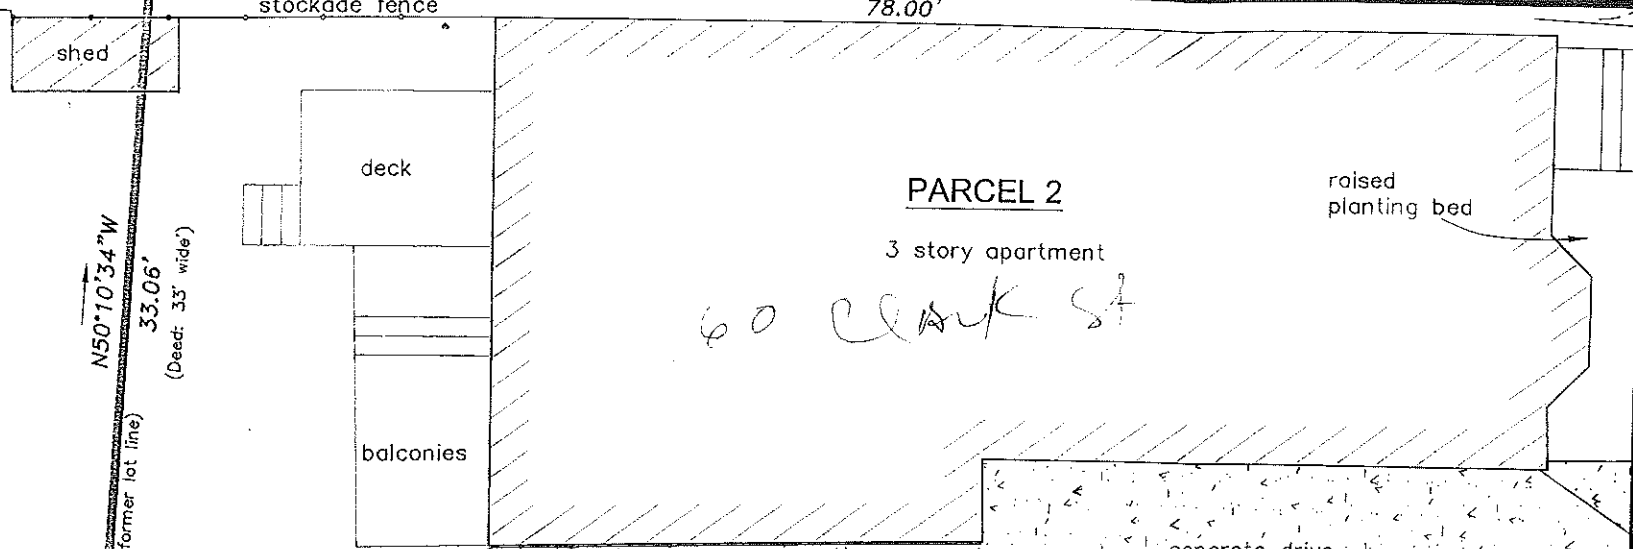 stockade fence
78.00'
shed
deck
PARCEL 2
raised
planting bed
3 story apartment
60 Clark St
N50°10'34"W
33.06'
(Deed: 33' wide')
former lot line)
balconies
concrete drive